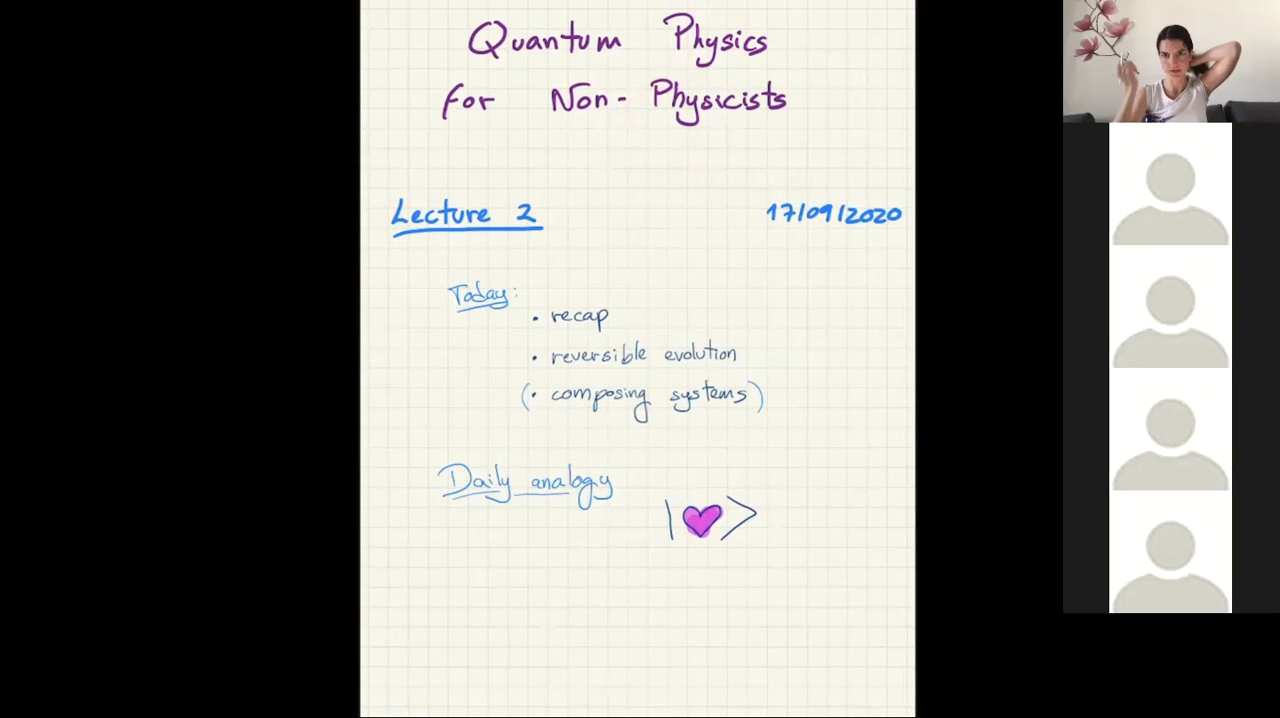 Quantum Physics
for Non-Physicists
Lecture 2 17/09/2020
Today:
• recap
• reversible evolution
(• composing systems)
Daily analogy
|♥>